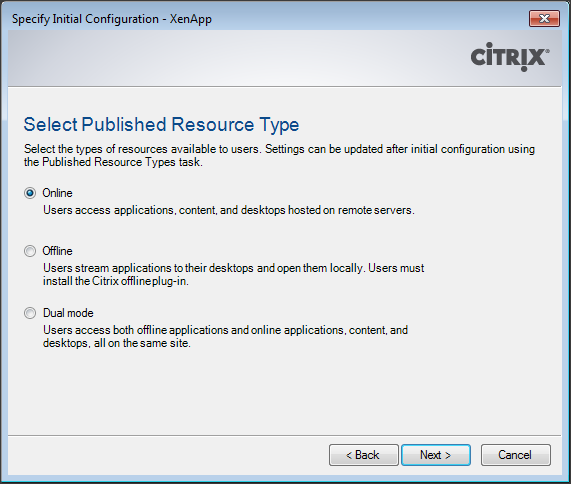 Specify Initial Configuration - XenApp
CİTRIX®
Select Published Resource Type
Select the types of resources available to users. Settings can be updated after initial configuration using
the Published Resource Types task.
Online
Users access applications, content, and desktops hosted on remote servers.
Offline
Users stream applications to their desktops and open them locally. Users must
install the Citrix offline plug-in.
Dual mode
Users access both offline applications and online applications, content, and
desktops, all on the same site.
< Back
Next >
Cancel